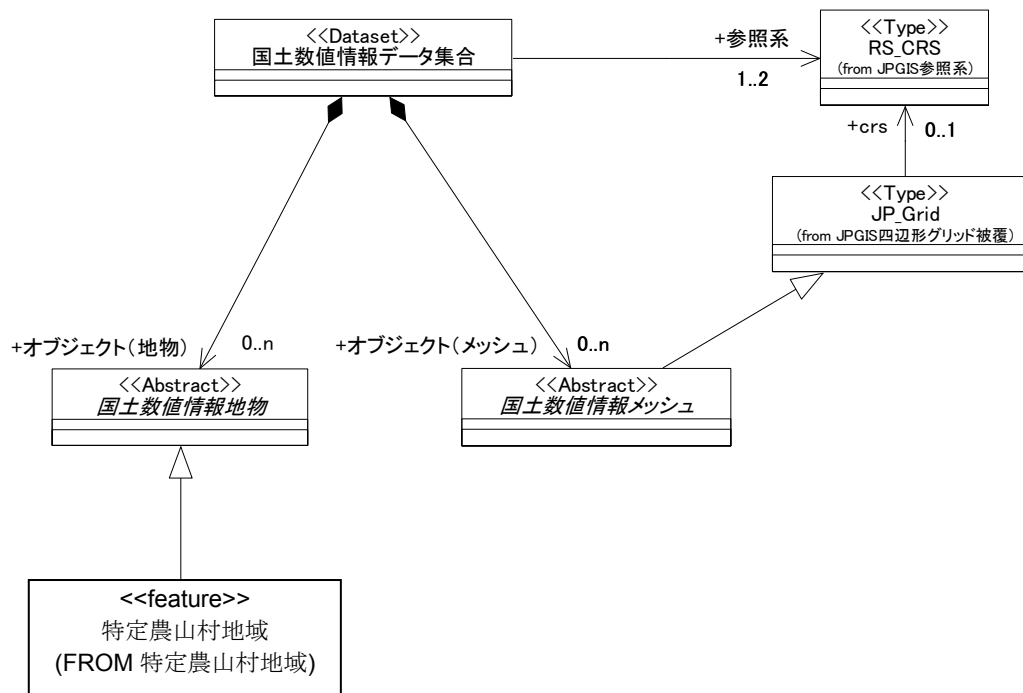 <<Dataset>>
国土数値情報データ集合
+参照系
1..2
<<Type>>
RS_CRS
(from JPGIS参照系)
+crs
0..1
<<Type>>
JP_Grid
(from JPGIS四辺形グリッド被覆)
+オブジェクト(地物)
0..n
+オブジェクト(メッシュ)
0..n
<<Abstract>>
国土数値情報地物
<<Abstract>>
国土数値情報メッシュ
<<feature>>
特定農山村地域
(FROM 特定農山村地域)